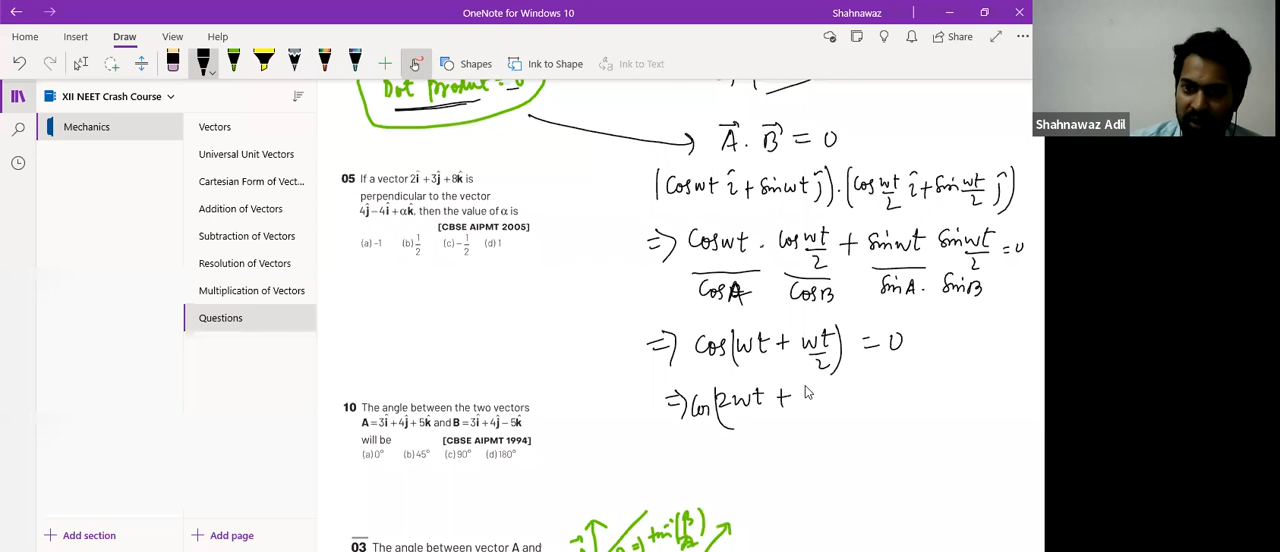 OneNote for Windows 10
Shahnawaz
Home Insert Draw View Help
Share
Shapes Ink to Shape Ink to Text
XII NEET Crash Course
Mechanics
Vectors
Universal Unit Vectors
Cartesian Form of Vect...
Addition of Vectors
Subtraction of Vectors
Resolution of Vectors
Multiplication of Vectors
Questions
Add section
Add page
Shahnawaz Adil
Dot Product = 0
05 If a vector 2î+3ĵ+8k̂ is
perpendicular to the vector
4ĵ−4î+αk̂, then the value of α is
[CBSE AIPMT 2005]
(a) -1 (b) 1/2 (c) -1/2 (d) 1
10 The angle between the two vectors
A=3î+4ĵ+5k̂ and B=3î+4ĵ−5k̂
will be [CBSE AIPMT 1994]
(a) 0° (b) 45° (c) 90° (d) 180°
03 The angle between vector A and
A⃗ . B⃗ = 0
(cos wt î + sin wt ĵ) . (cos wt/2 î + sin wt/2 ĵ)
⇒ cos wt . cos wt/2 + sin wt sin wt/2 = 0
cos A cos B sin A . sin B
⇒ cos(wt + wt/2) = 0
⇒ cos(2wt +